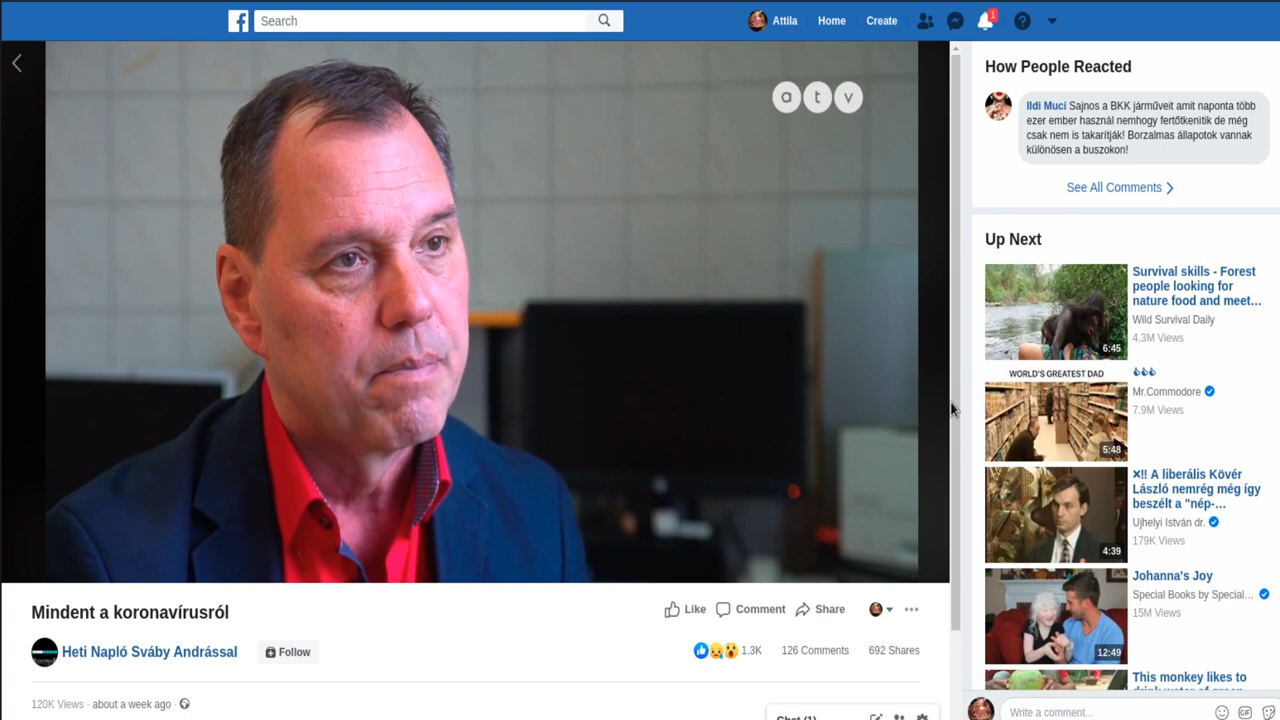 Search
Attila
Home
Create
1
a t v
How People Reacted
Ildi Muci Sajnos a BKK járműveit amit naponta több
ezer ember használ nemhogy fertőtkenitik de még
csak nem is takarítják! Borzalmas állapotok vannak
különösen a buszokon!
See All Comments
Up Next
Survival skills - Forest
people looking for
nature food and meet…
Wild Survival Daily
4.3M Views
6:45
WORLD'S GREATEST DAD
Mr.Commodore
7.9M Views
5:48
❌‼ A liberális Kövér
László nemrég még így
beszélt a "nép-…
Ujhelyi István dr.
179K Views
4:39
Johanna's Joy
Special Books by Special…
15M Views
12:49
This monkey likes to
Mindent a koronavírusról
Like
Comment
Share
Heti Napló Sváby Andrással
Follow
1.3K
126 Comments
692 Shares
120K Views · about a week ago ·
Chat (1)
Write a comment...
GIF